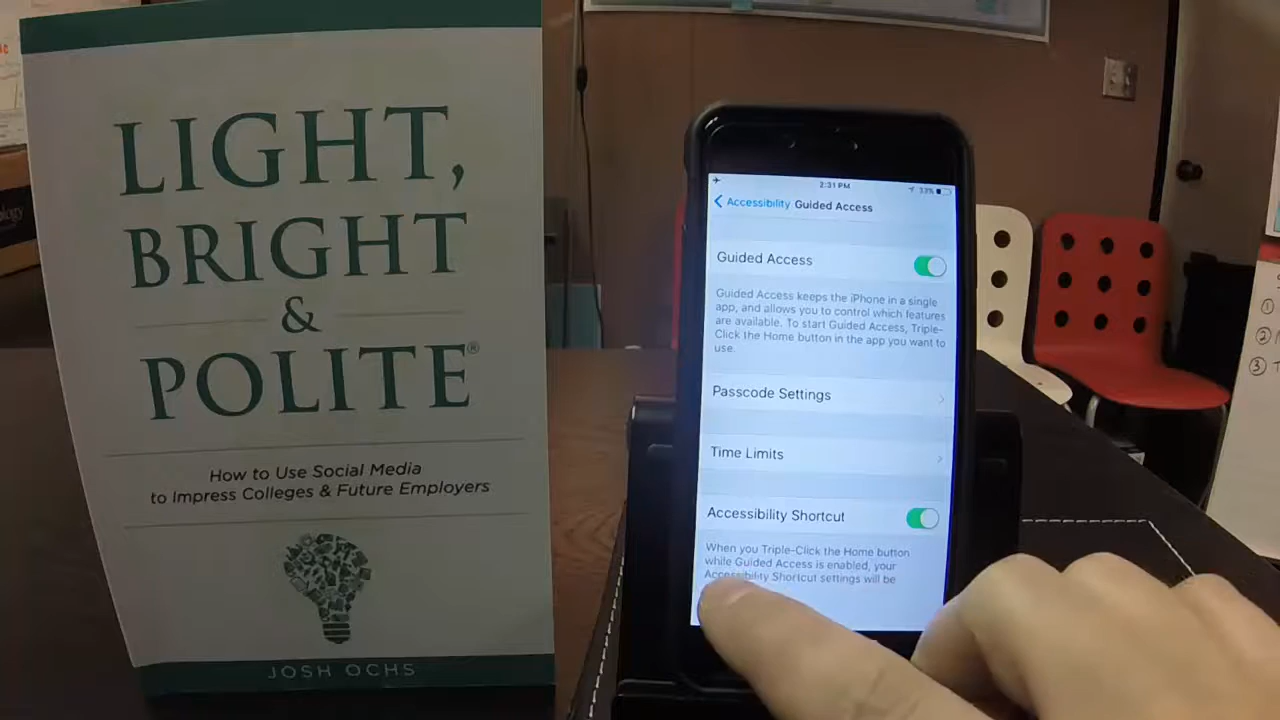 LIGHT,
BRIGHT
&
POLITE®
How to Use Social Media
to Impress Colleges & Future Employers
JOSH OCHS
2:31 PM
33%
Accessibility Guided Access
Guided Access
Guided Access keeps the iPhone in a single
app, and allows you to control which features
are available. To start Guided Access, Triple-
Click the Home button in the app you want to
use.
Passcode Settings
Time Limits
Accessibility Shortcut
When you Triple-Click the Home button
while Guided Access is enabled, your
Accessibility Shortcut settings will be
①
②
③ T